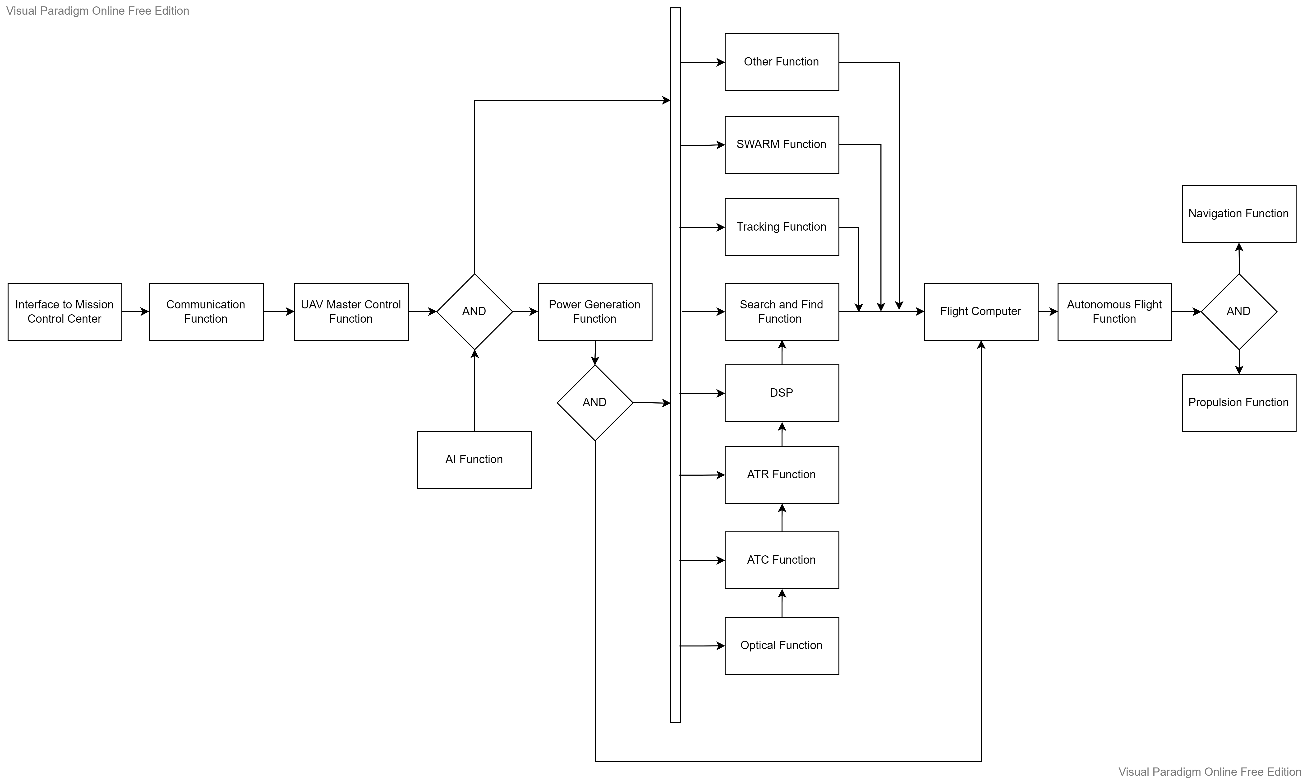 Visual Paradigm Online Free Edition
Other Function
SWARM Function
Tracking Function
Navigation Function
Interface to Mission
Control Center
Communication
Function
UAV Master Control
Function
AND
Power Generation
Function
Search and Find
Function
Flight Computer
Autonomous Flight
Function
AND
DSP
AND
Propulsion Function
AI Function
ATR Function
ATC Function
Optical Function
Visual Paradigm Online Free Edition